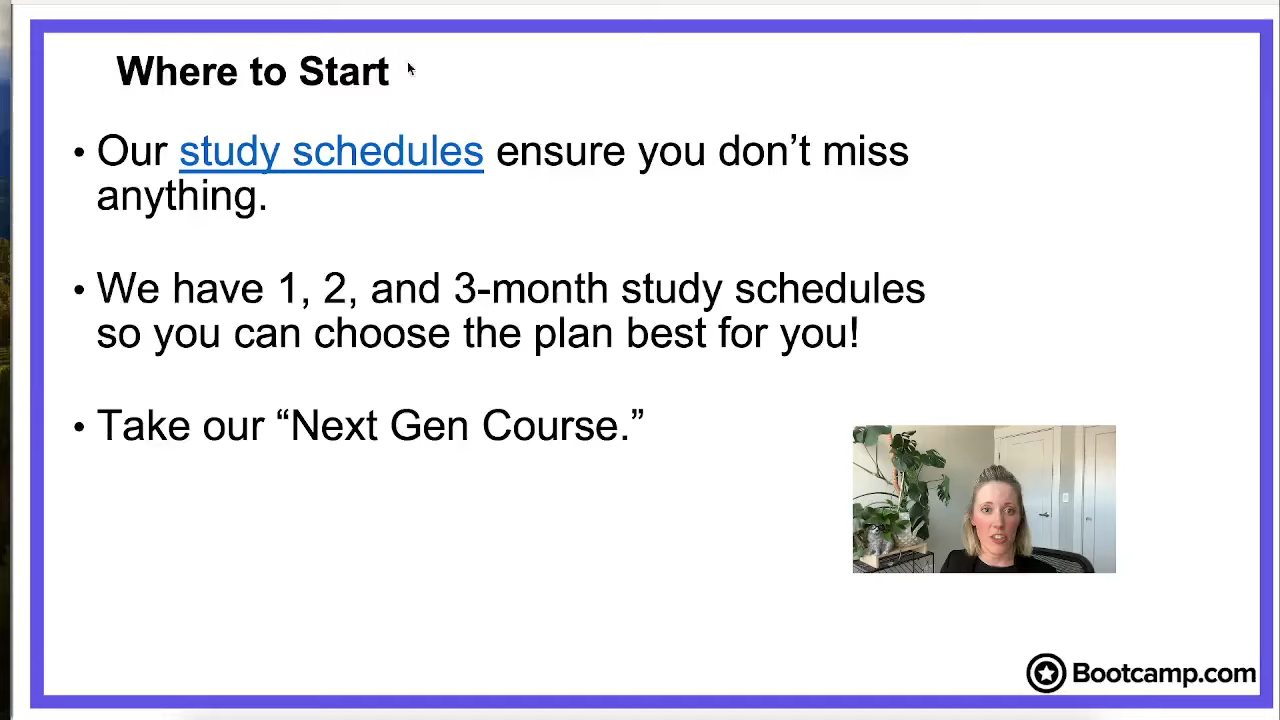 Where to Start
• Our study schedules ensure you don’t miss
anything.
• We have 1, 2, and 3-month study schedules
so you can choose the plan best for you!
• Take our “Next Gen Course.”
Bootcamp.com